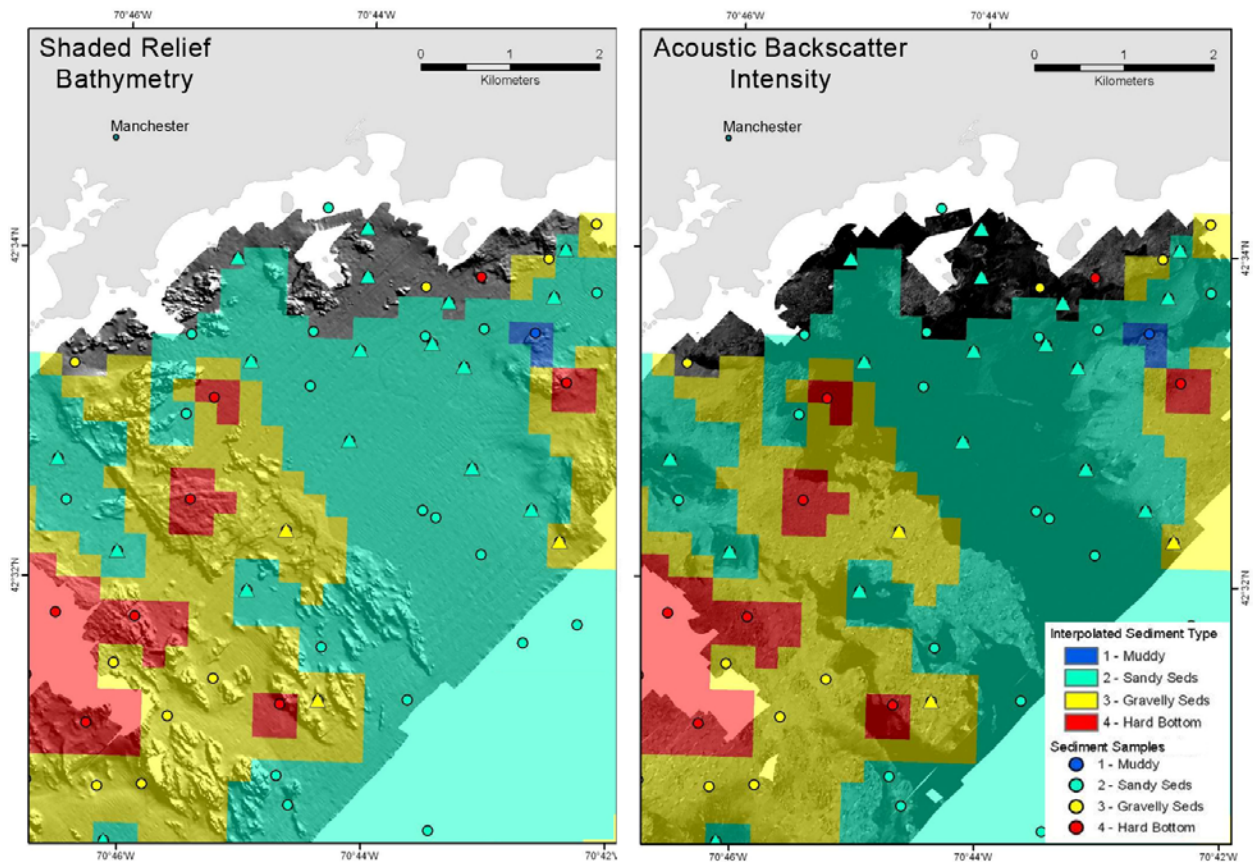 70°46'W
70°44'W
Shaded Relief
Bathymetry
0 1 2
Kilometers
Manchester
42°34'N
42°32'N
70°46'W
70°44'W
70°42'W
70°46'W
70°44'W
Acoustic Backscatter
Intensity
0 1 2
Kilometers
Manchester
42°34'N
42°32'N
Interpolated Sediment Type
1 - Muddy
2 - Sandy Seds
3 - Gravelly Seds
4 - Hard Bottom
Sediment Samples
1 - Muddy
2 - Sandy Seds
3 - Gravelly Seds
4 - Hard Bottom
70°46'W
70°44'W
70°42'W